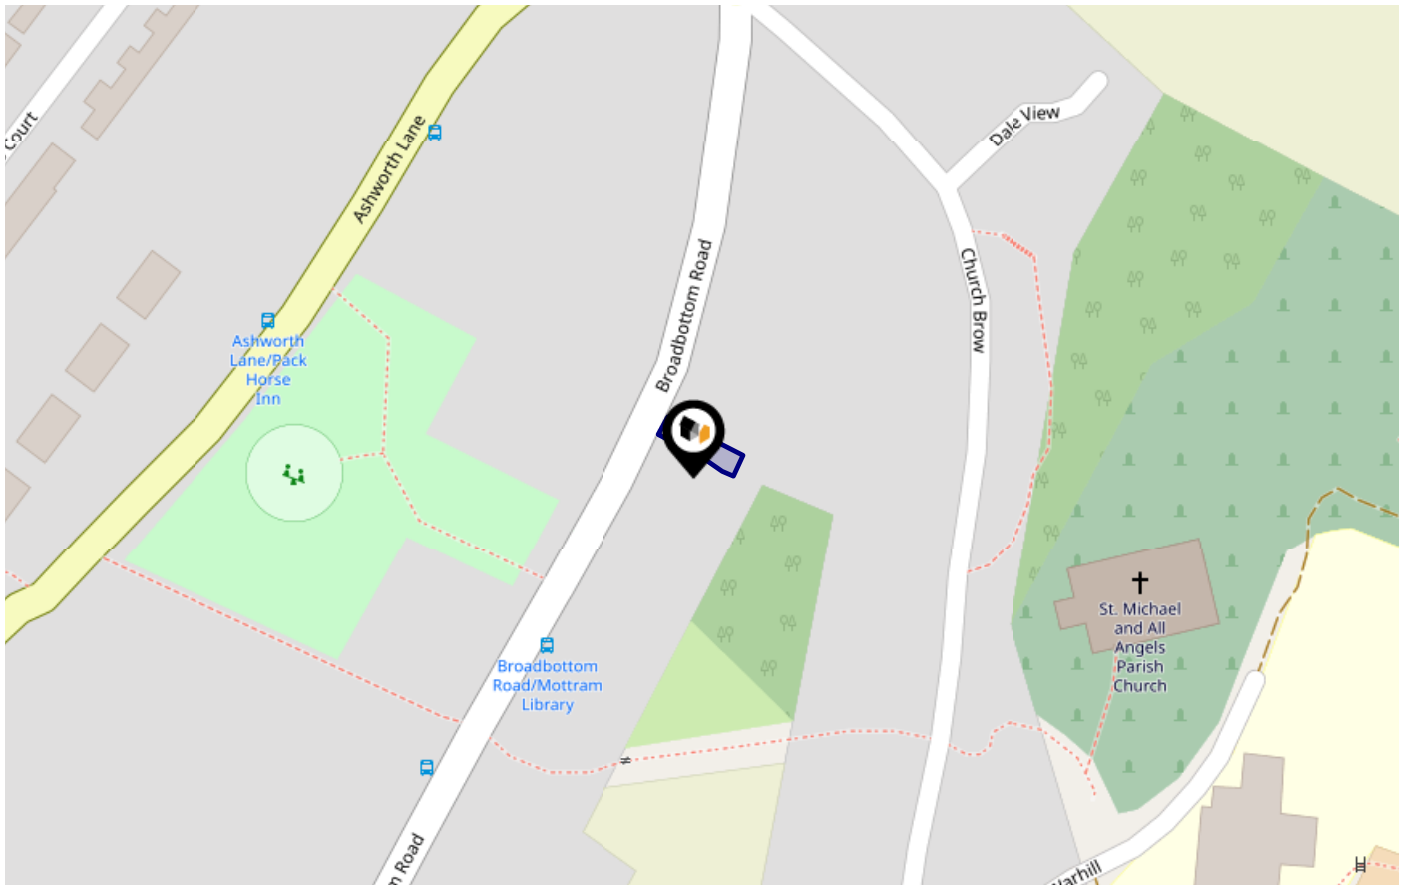 Court
Ashworth Lane
Dale View
Broadbottom Road
Church Brow
Ashworth
Lane/Pack
Horse
Inn
St. Michael
and All
Angels
Parish
Church
Broadbottom
Road/Mottram
Library
m Road
Warhill